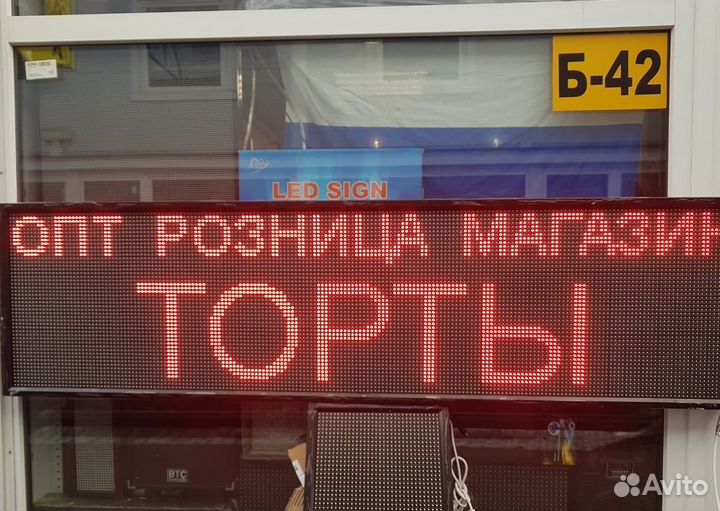 Б-42
LED SIGN
ОПТ РОЗНИЦА МАГАЗИН
ТОРТЫ
BTC
Avito